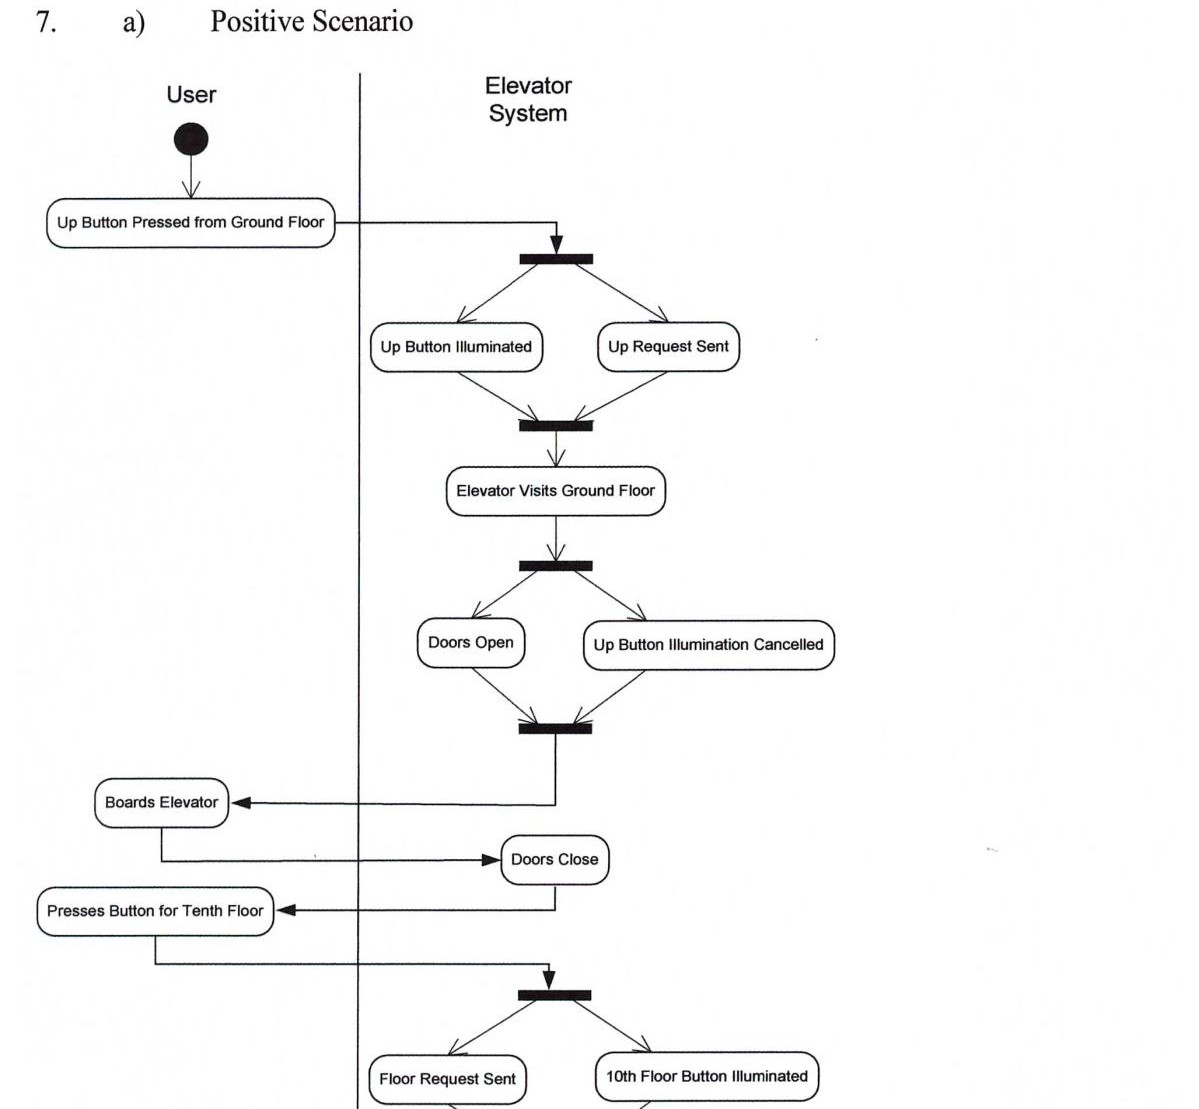 7. a) Positive Scenario
User
Elevator
System
Up Button Pressed from Ground Floor
Up Button Illuminated
Up Request Sent
Elevator Visits Ground Floor
Doors Open
Up Button Illumination Cancelled
Boards Elevator
Doors Close
Presses Button for Tenth Floor
Floor Request Sent
10th Floor Button Illuminated